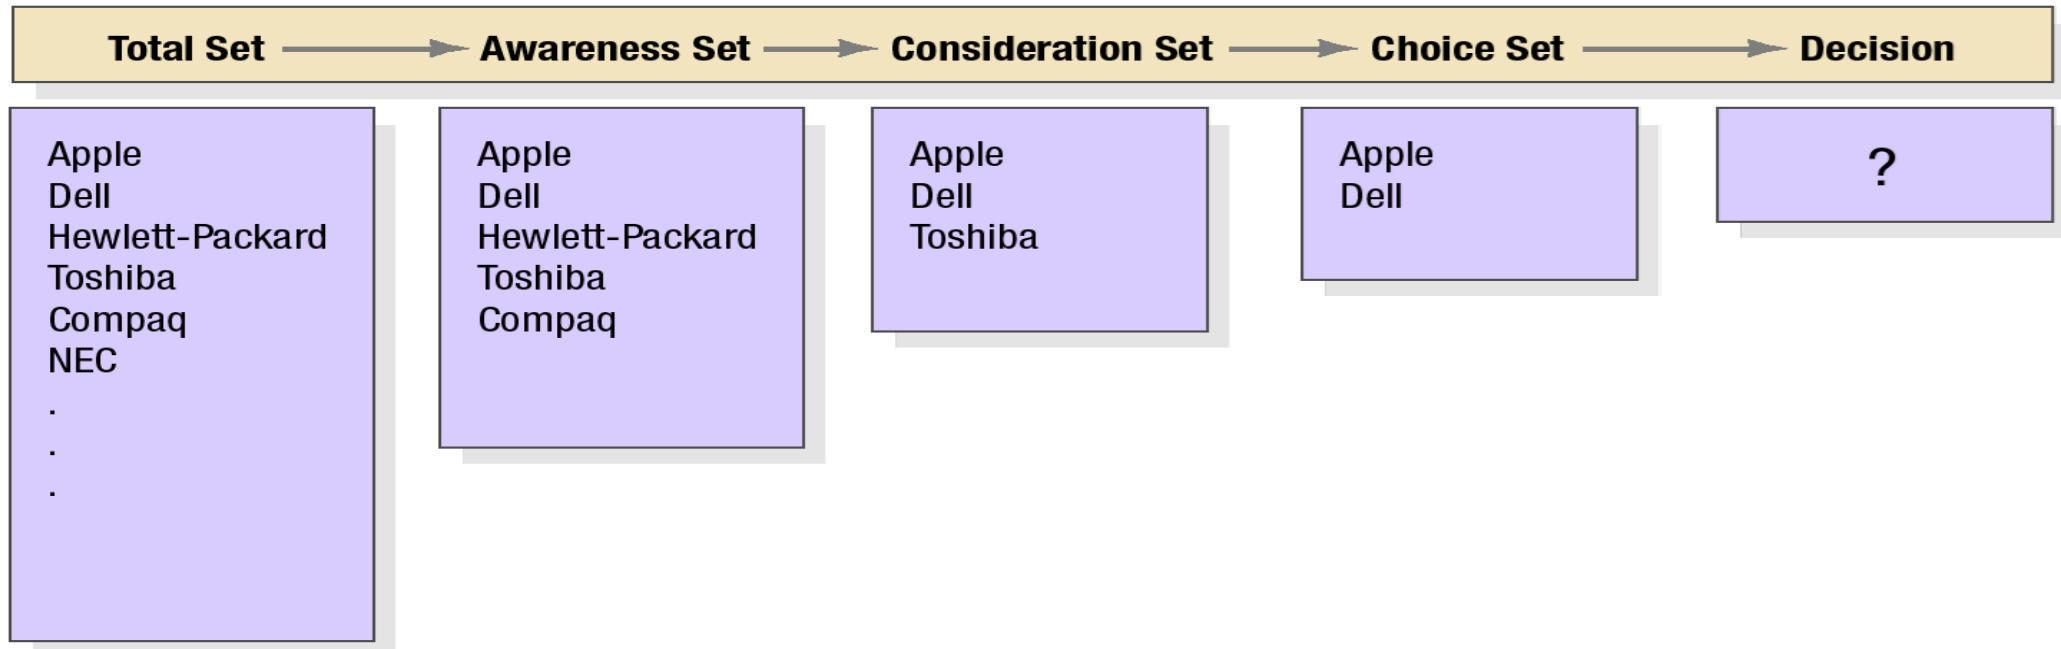 Total Set Awareness Set Consideration Set Choice Set Decision
Apple
Dell
Hewlett-Packard
Toshiba
Compaq
NEC
.
.
.
Apple
Dell
Hewlett-Packard
Toshiba
Compaq
Apple
Dell
Toshiba
Apple
Dell
?